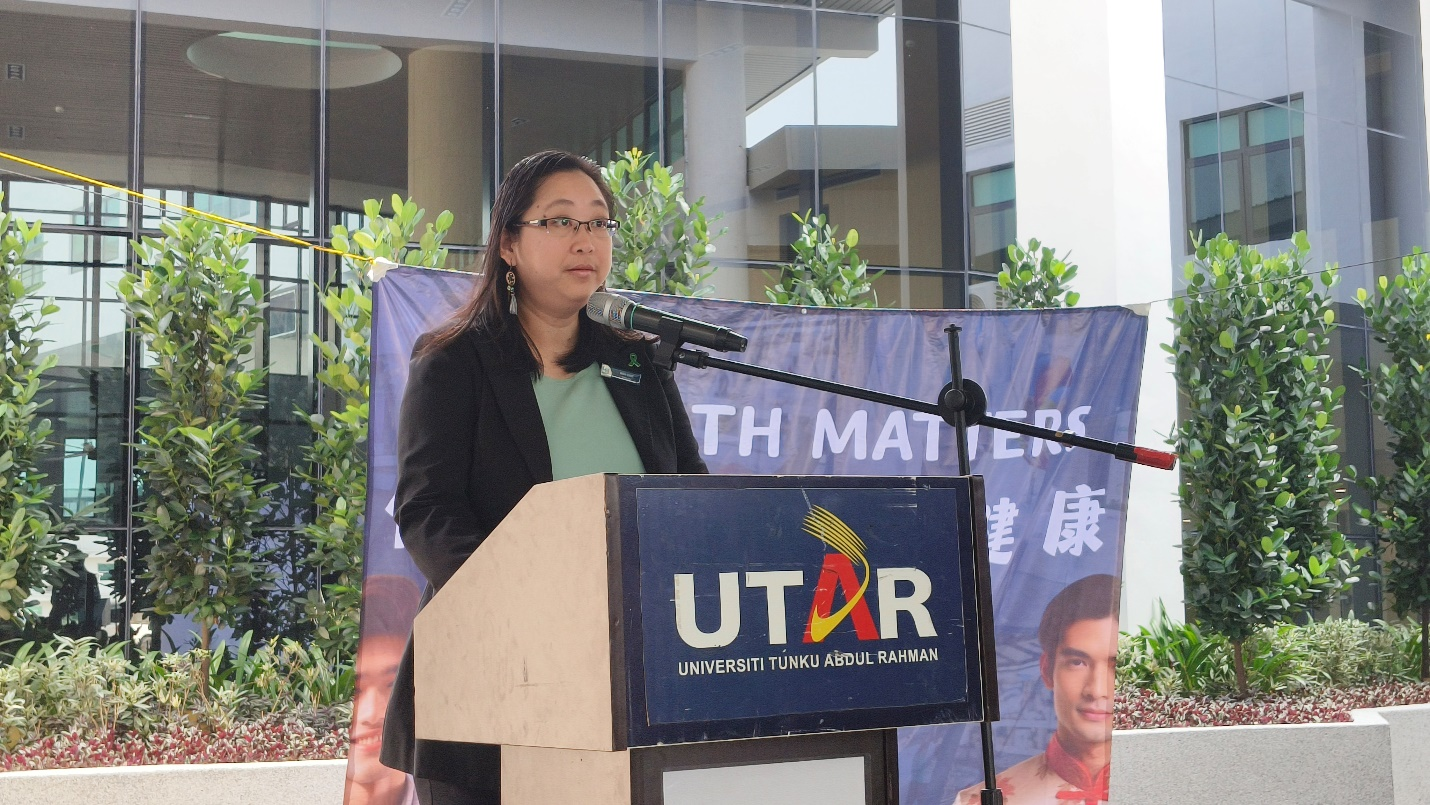 TH MATTERS
健康
UTAR
UNIVERSITI TUNKU ABDUL RAHMAN